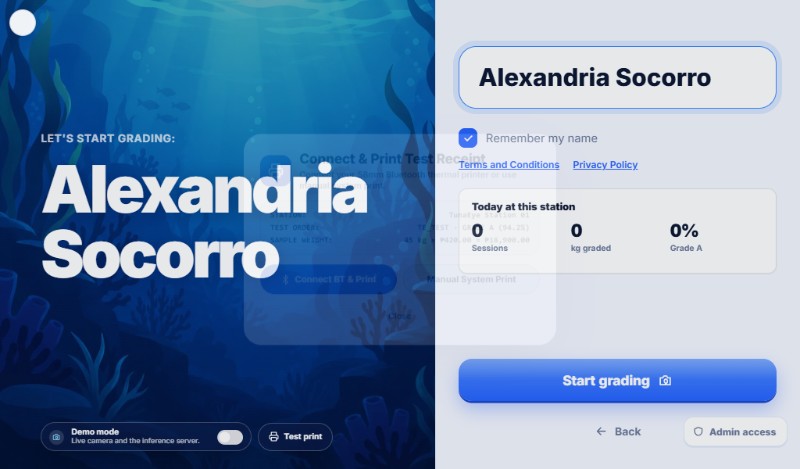 LET'S START GRADING:
Alexandria
Socorro
Demo mode
Live camera and the inference server.
Test print
Connect & Print Test Receipt
Connect BT & Print
Manual System Print
Close
Alexandria Socorro
Remember my name
Terms and Conditions
Privacy Policy
Today at this station
0
Sessions
0
kg graded
0%
Grade A
Start grading
Back
Admin access